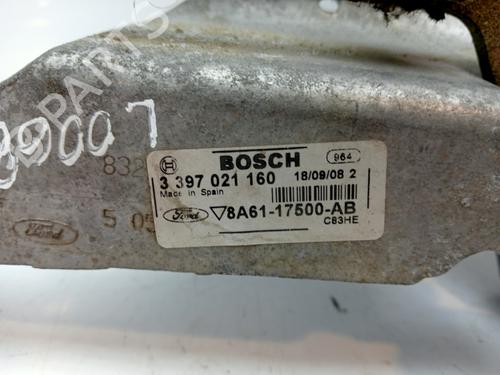 BOSCH
964
3 397 021 160 18/09/08 2
Made in Spain
Ford 8A61-17500-AB
C83HE
832
5 05
Ford
PARTS